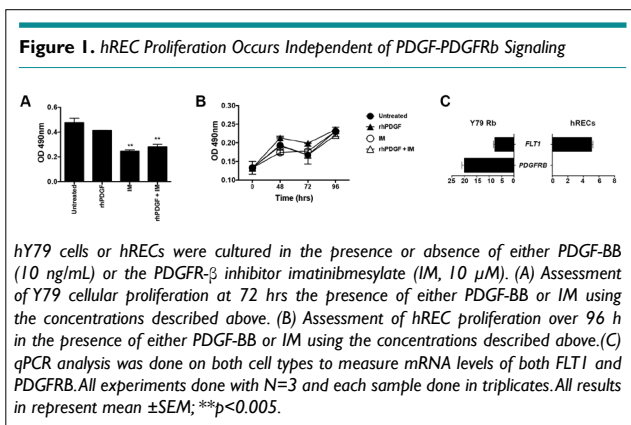 Figure 1. hREC Proliferation Occurs Independent of PDGF-PDGFRb Signaling
A
OD 490nm
0.6
0.4
0.2
0.0
**
**
Untreated
rhPDGF
IM
rhPDGF + IM
B
OD 490nm
0.30
0.25
0.20
0.15
0.10
0
48
72
96
Time (hrs)
Untreated
rhPDGF
IM
rhPDGF + IM
C
Y79 Rb
hRECs
FLT1
PDGFRB
25 20 15 10 5 0
0 2 4 6 8
hY79 cells or hRECs were cultured in the presence or absence of either PDGF-BB
(10 ng/mL) or the PDGFR-β inhibitor imatinibmesylate (IM, 10 μM). (A) Assessment
of Y79 cellular proliferation at 72 hrs the presence of either PDGF-BB or IM using
the concentrations described above. (B) Assessment of hREC proliferation over 96 h
in the presence of either PDGF-BB or IM using the concentrations described above.(C)
qPCR analysis was done on both cell types to measure mRNA levels of both FLT1 and
PDGFRB.All experiments done with N=3 and each sample done in triplicates.All results
in represent mean ±SEM; **p<0.005.